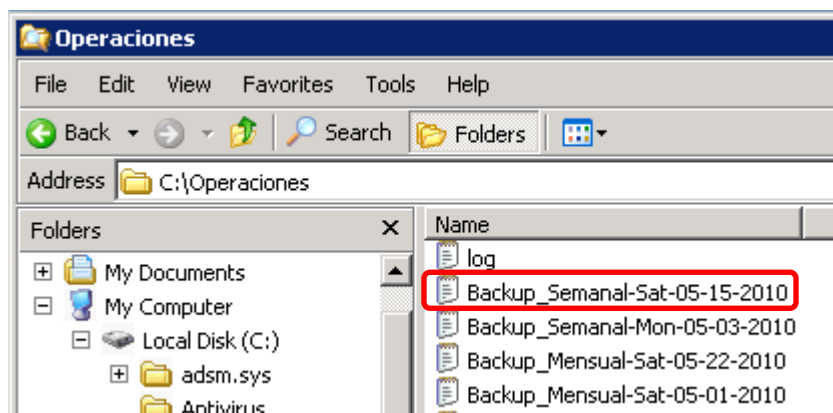 Operaciones
File Edit View Favorites Tools Help
Back Search Folders
Address C:\Operaciones
Folders X
My Documents
My Computer
Local Disk (C:)
adsm.sys
Antivirus
Name
log
Backup_Semanal-Sat-05-15-2010
Backup_Semanal-Mon-05-03-2010
Backup_Mensual-Sat-05-22-2010
Backup_Mensual-Sat-05-01-2010